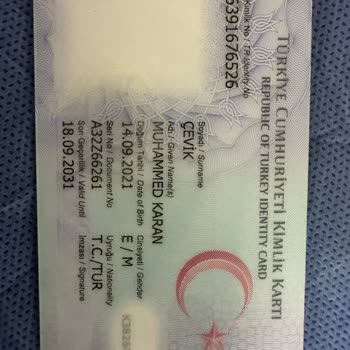 TÜRKİYE CUMHURİYETİ KİMLİK KARTI
REPUBLIC OF TURKEY IDENTITY CARD
Kimlik No / TR Identity No
Soyadı / Surname
ÇEVİK
Adı / Given Name(s)
MUHAMMED KARAN
Doğum Tarihi / Date of Birth Cinsiyeti / Gender
14.09.2021 E / M
Seri No / Document No Uyruğu / Nationality
A32Z66261 T.C./TUR
Son Geçerlilik / Valid Until İmzası / Signature
18.09.2031